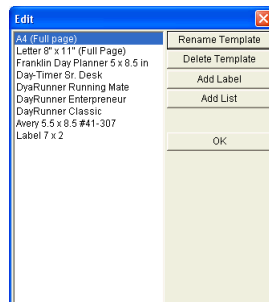 Edit
A4 (Full page)
Letter 8" x 11" (Full Page)
Franklin Day Planner 5 x 8.5 in
Day-Timer Sr. Desk
DyaRunner Running Mate
DayRunner Enterpreneur
DayRunner Classic
Avery 5.5 x 8.5 #41-307
Label 7 x 2
Rename Template
Delete Template
Add Label
Add List
OK